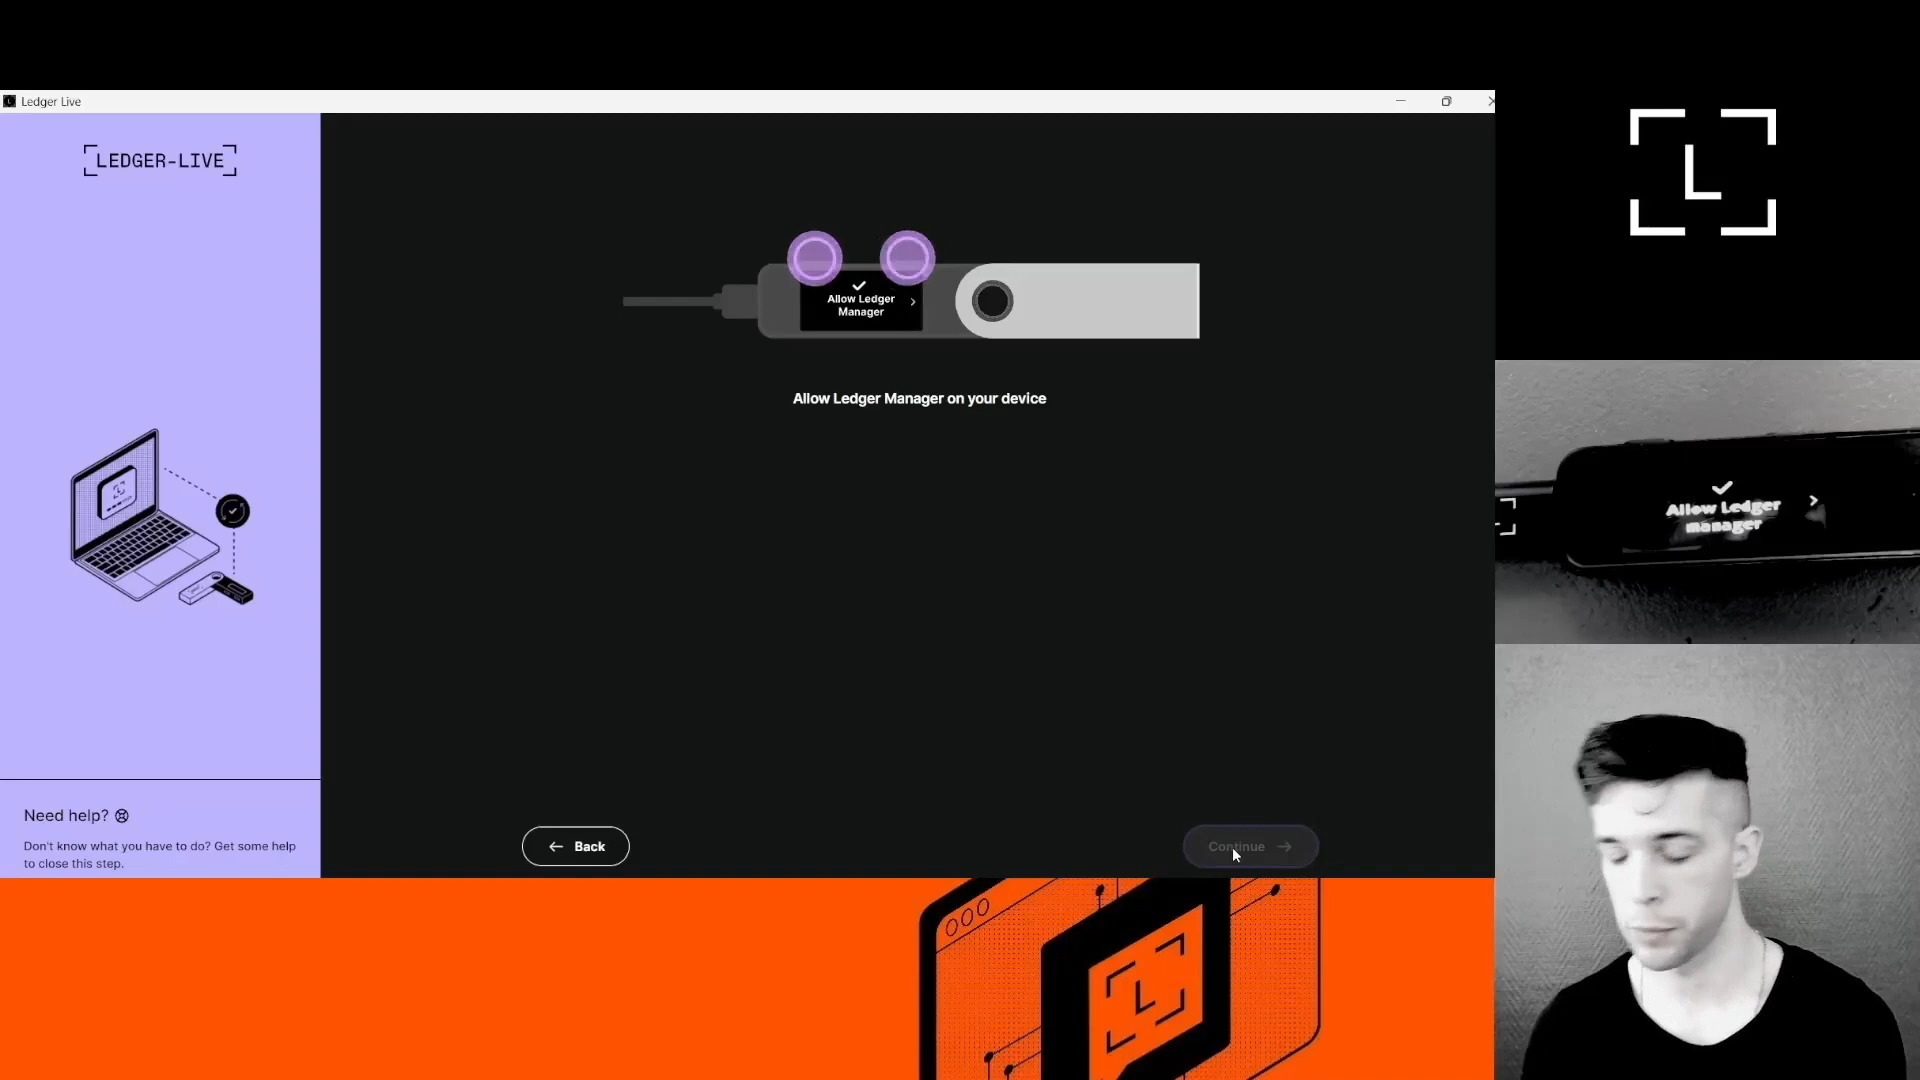 Ledger Live
LEDGER-LIVE
Allow Ledger
Manager
Allow Ledger Manager on your device
Allow Ledger
manager
Need help?
Don't know what you have to do? Get some help
to close this step.
Back
Continue
L
L